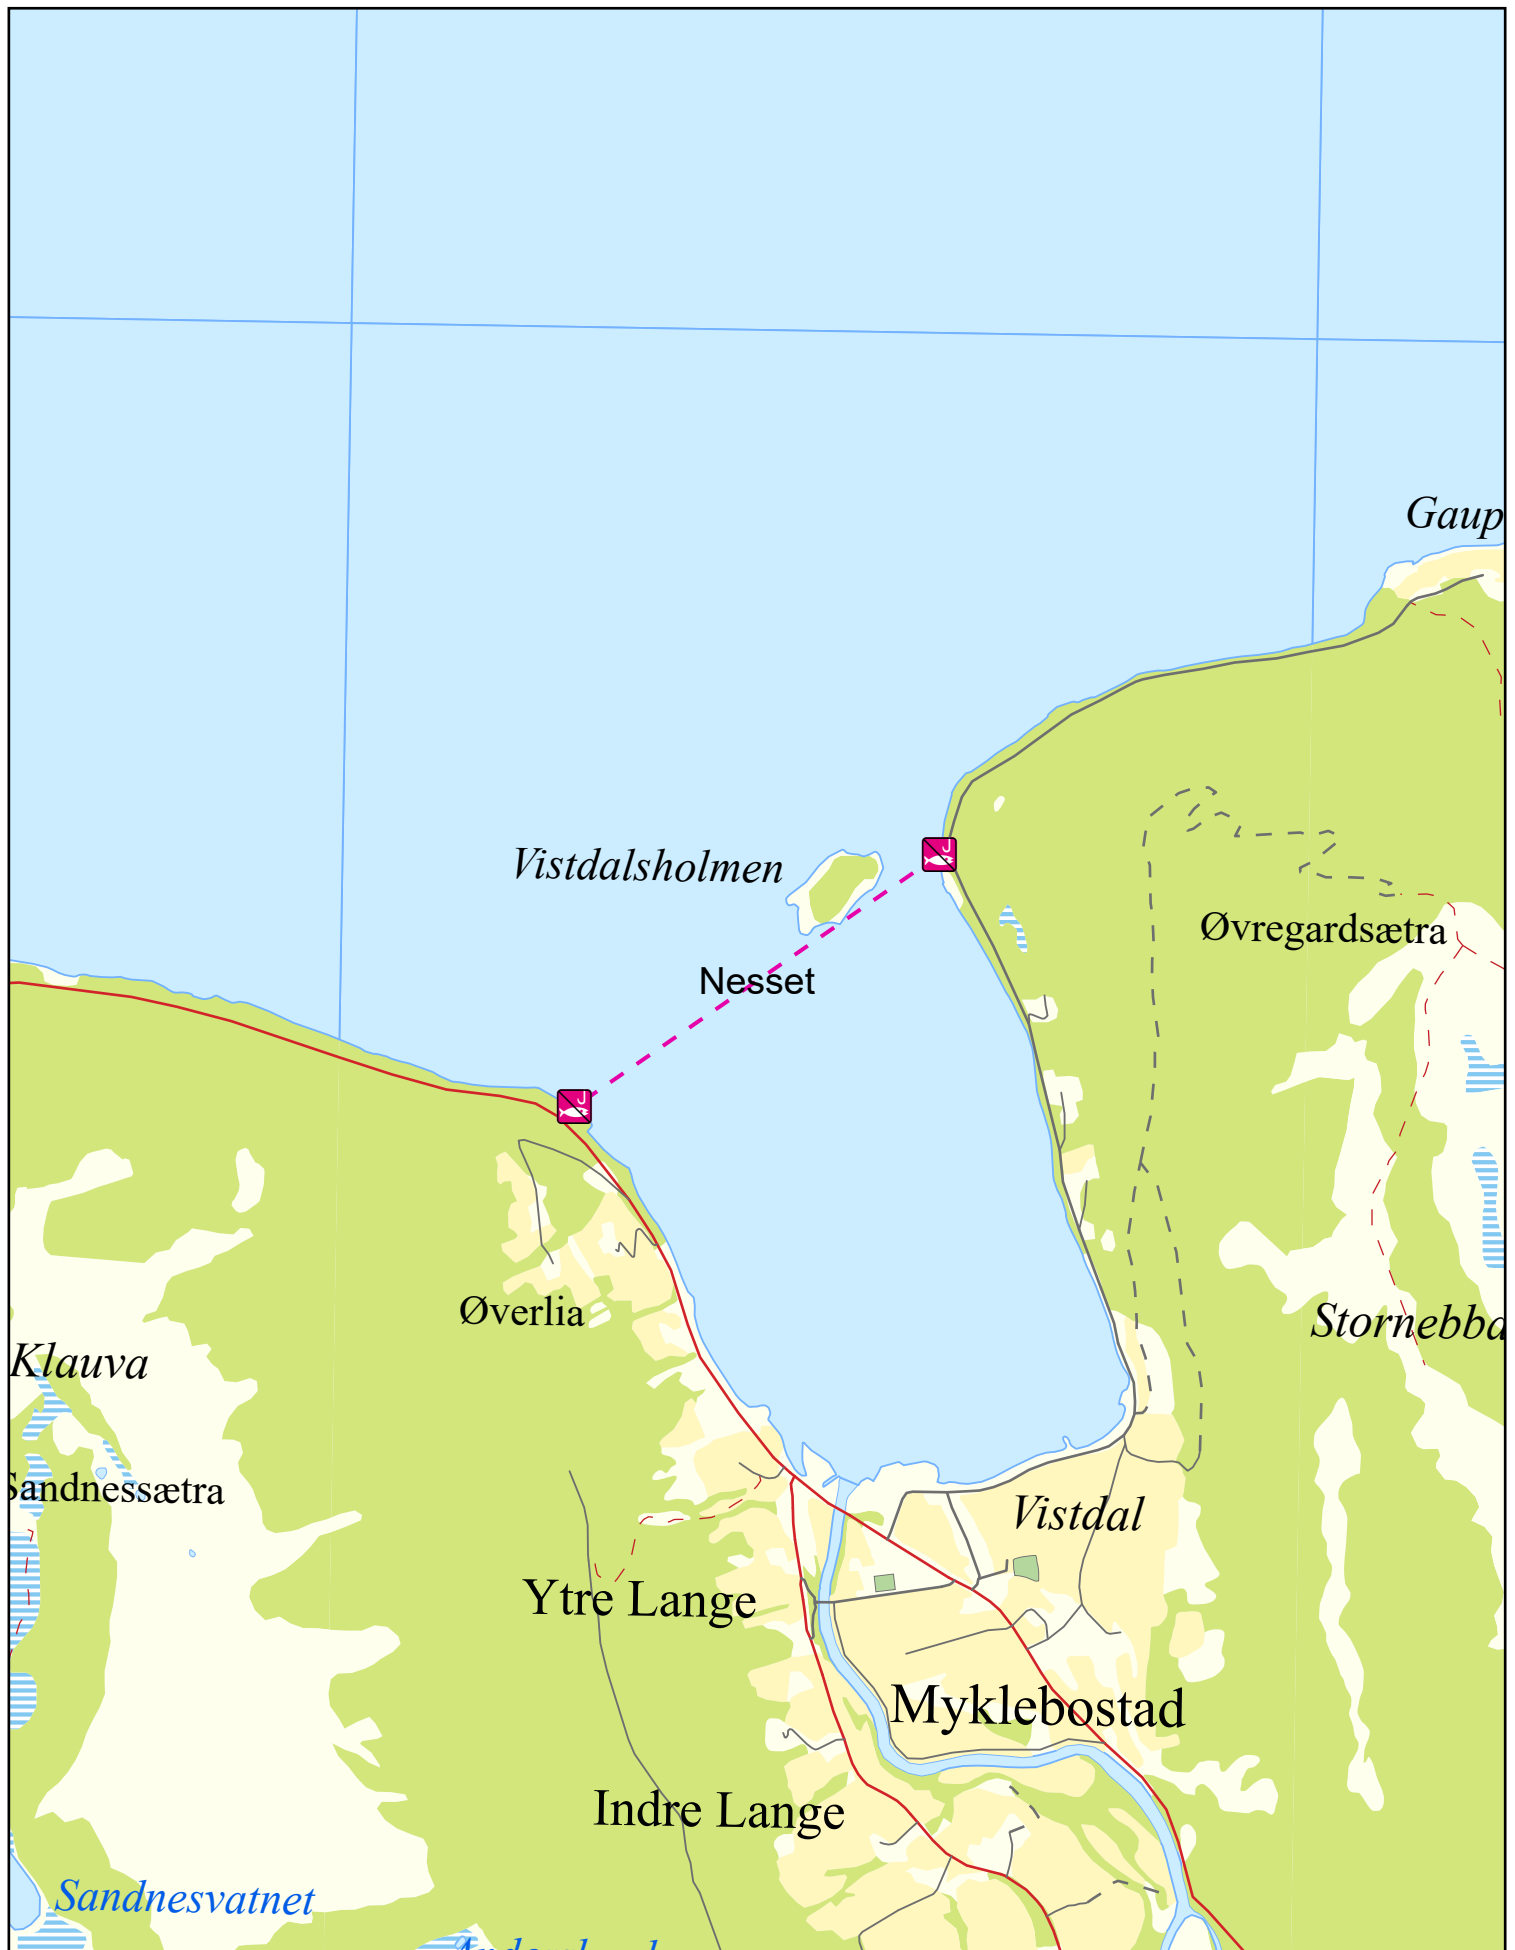 Gaup
Vistdalsholmen
Øvregardsætra
Nesset
Øverlia
Stornebba
Klauva
Sandnessætra
Vistdal
Ytre Lange
Myklebostad
Indre Lange
Sandnesvatnet